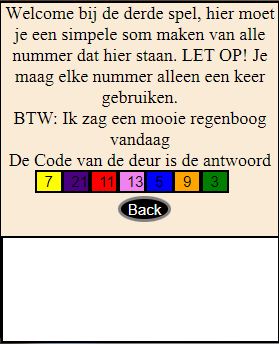 Welcome bij de derde spel, hier moet
je een simpele som maken van alle
nummer dat hier staan. LET OP! Je
maag elke nummer alleen een keer
gebruiken.
BTW: Ik zag een mooie regenboog
vandaag
De Code van de deur is de antwoord
7 21 11 13 5 9 3
Back